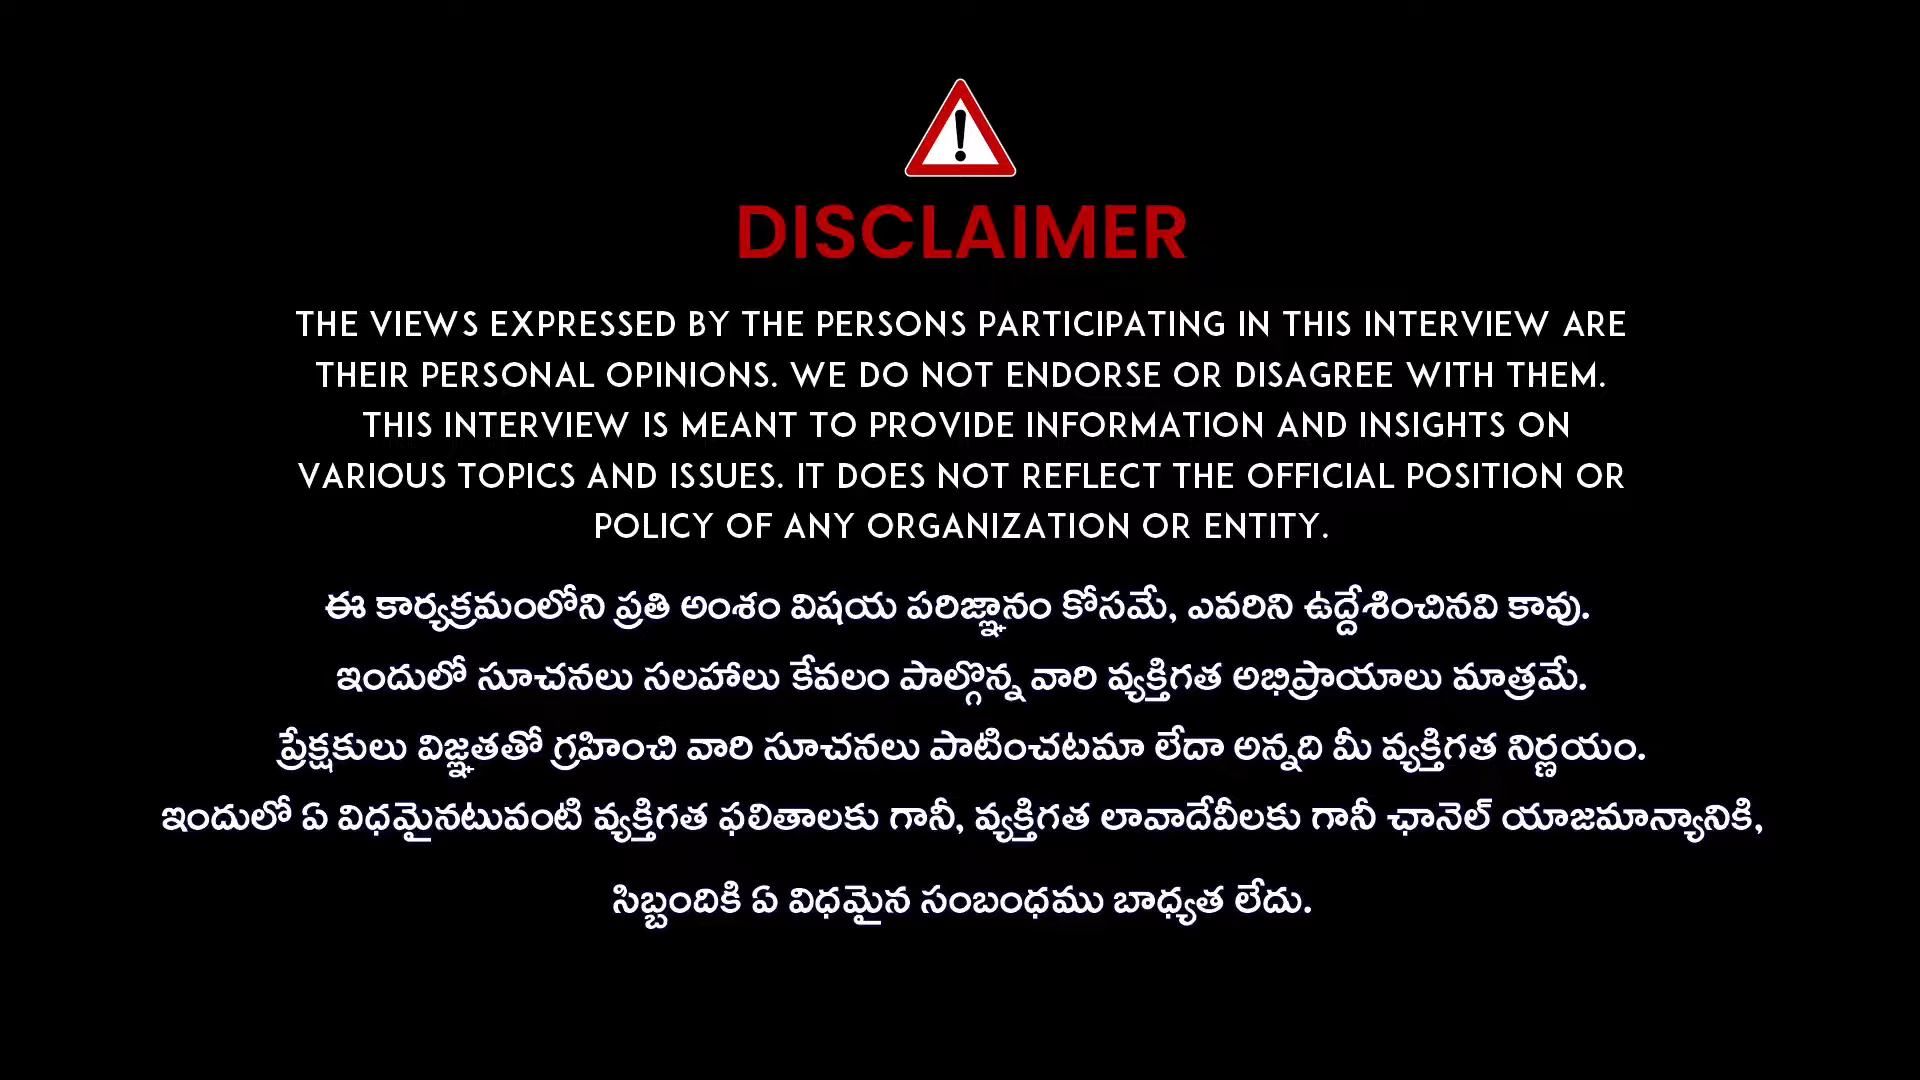 DISCLAIMER
THE VIEWS EXPRESSED BY THE PERSONS PARTICIPATING IN THIS INTERVIEW ARE
THEIR PERSONAL OPINIONS. WE DO NOT ENDORSE OR DISAGREE WITH THEM.
THIS INTERVIEW IS MEANT TO PROVIDE INFORMATION AND INSIGHTS ON
VARIOUS TOPICS AND ISSUES. IT DOES NOT REFLECT THE OFFICIAL POSITION OR
POLICY OF ANY ORGANIZATION OR ENTITY.
ఈ కార్యక్రమంలోని ప్రతి అంశం విషయ పరిజ్ఞానం కోసమే, ఎవరిని ఉద్దేశించినవి కావు.
ఇందులో సూచనలు సలహాలు కేవలం పాల్గొన్న వారి వ్యక్తిగత అభిప్రాయాలు మాత్రమే.
ప్రేక్షకులు విజ్ఞతతో గ్రహించి వారి సూచనలు పాటించటమా లేదా అన్నది మీ వ్యక్తిగత నిర్ణయం.
ఇందులో ఏ విధమైనటువంటి వ్యక్తిగత ఫలితాలకు గానీ, వ్యక్తిగత లావాదేవీలకు గానీ ఛానెల్ యాజమాన్యానికి,
సిబ్బందికి ఏ విధమైన సంబంధము బాధ్యత లేదు.